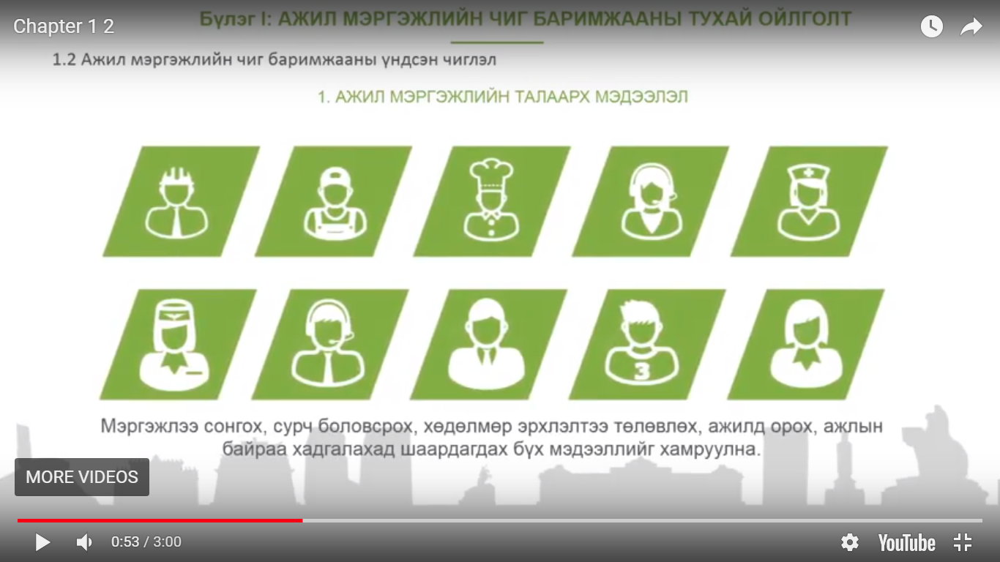 Бүлэг I: АЖИЛ МЭРГЭЖЛИЙН ЧИГ БАРИМЖААНЫ ТУХАЙ ОЙЛГОЛТ
Chapter 1 2
1.2 Ажил мэргэжлийн чиг баримжааны үндсэн чиглэл
1. АЖИЛ МЭРГЭЖЛИЙН ТАЛААРХ МЭДЭЭЛЭЛ
3
Мэргэжлээ сонгох, сурч боловсрох, хөдөлмөр эрхлэлтээ төлөвлөх, ажилд орох, ажлын
байраа хадгалахад шаардагдах бүх мэдээллийг хамруулна.
MORE VIDEOS
0:53 / 3:00
YouTube